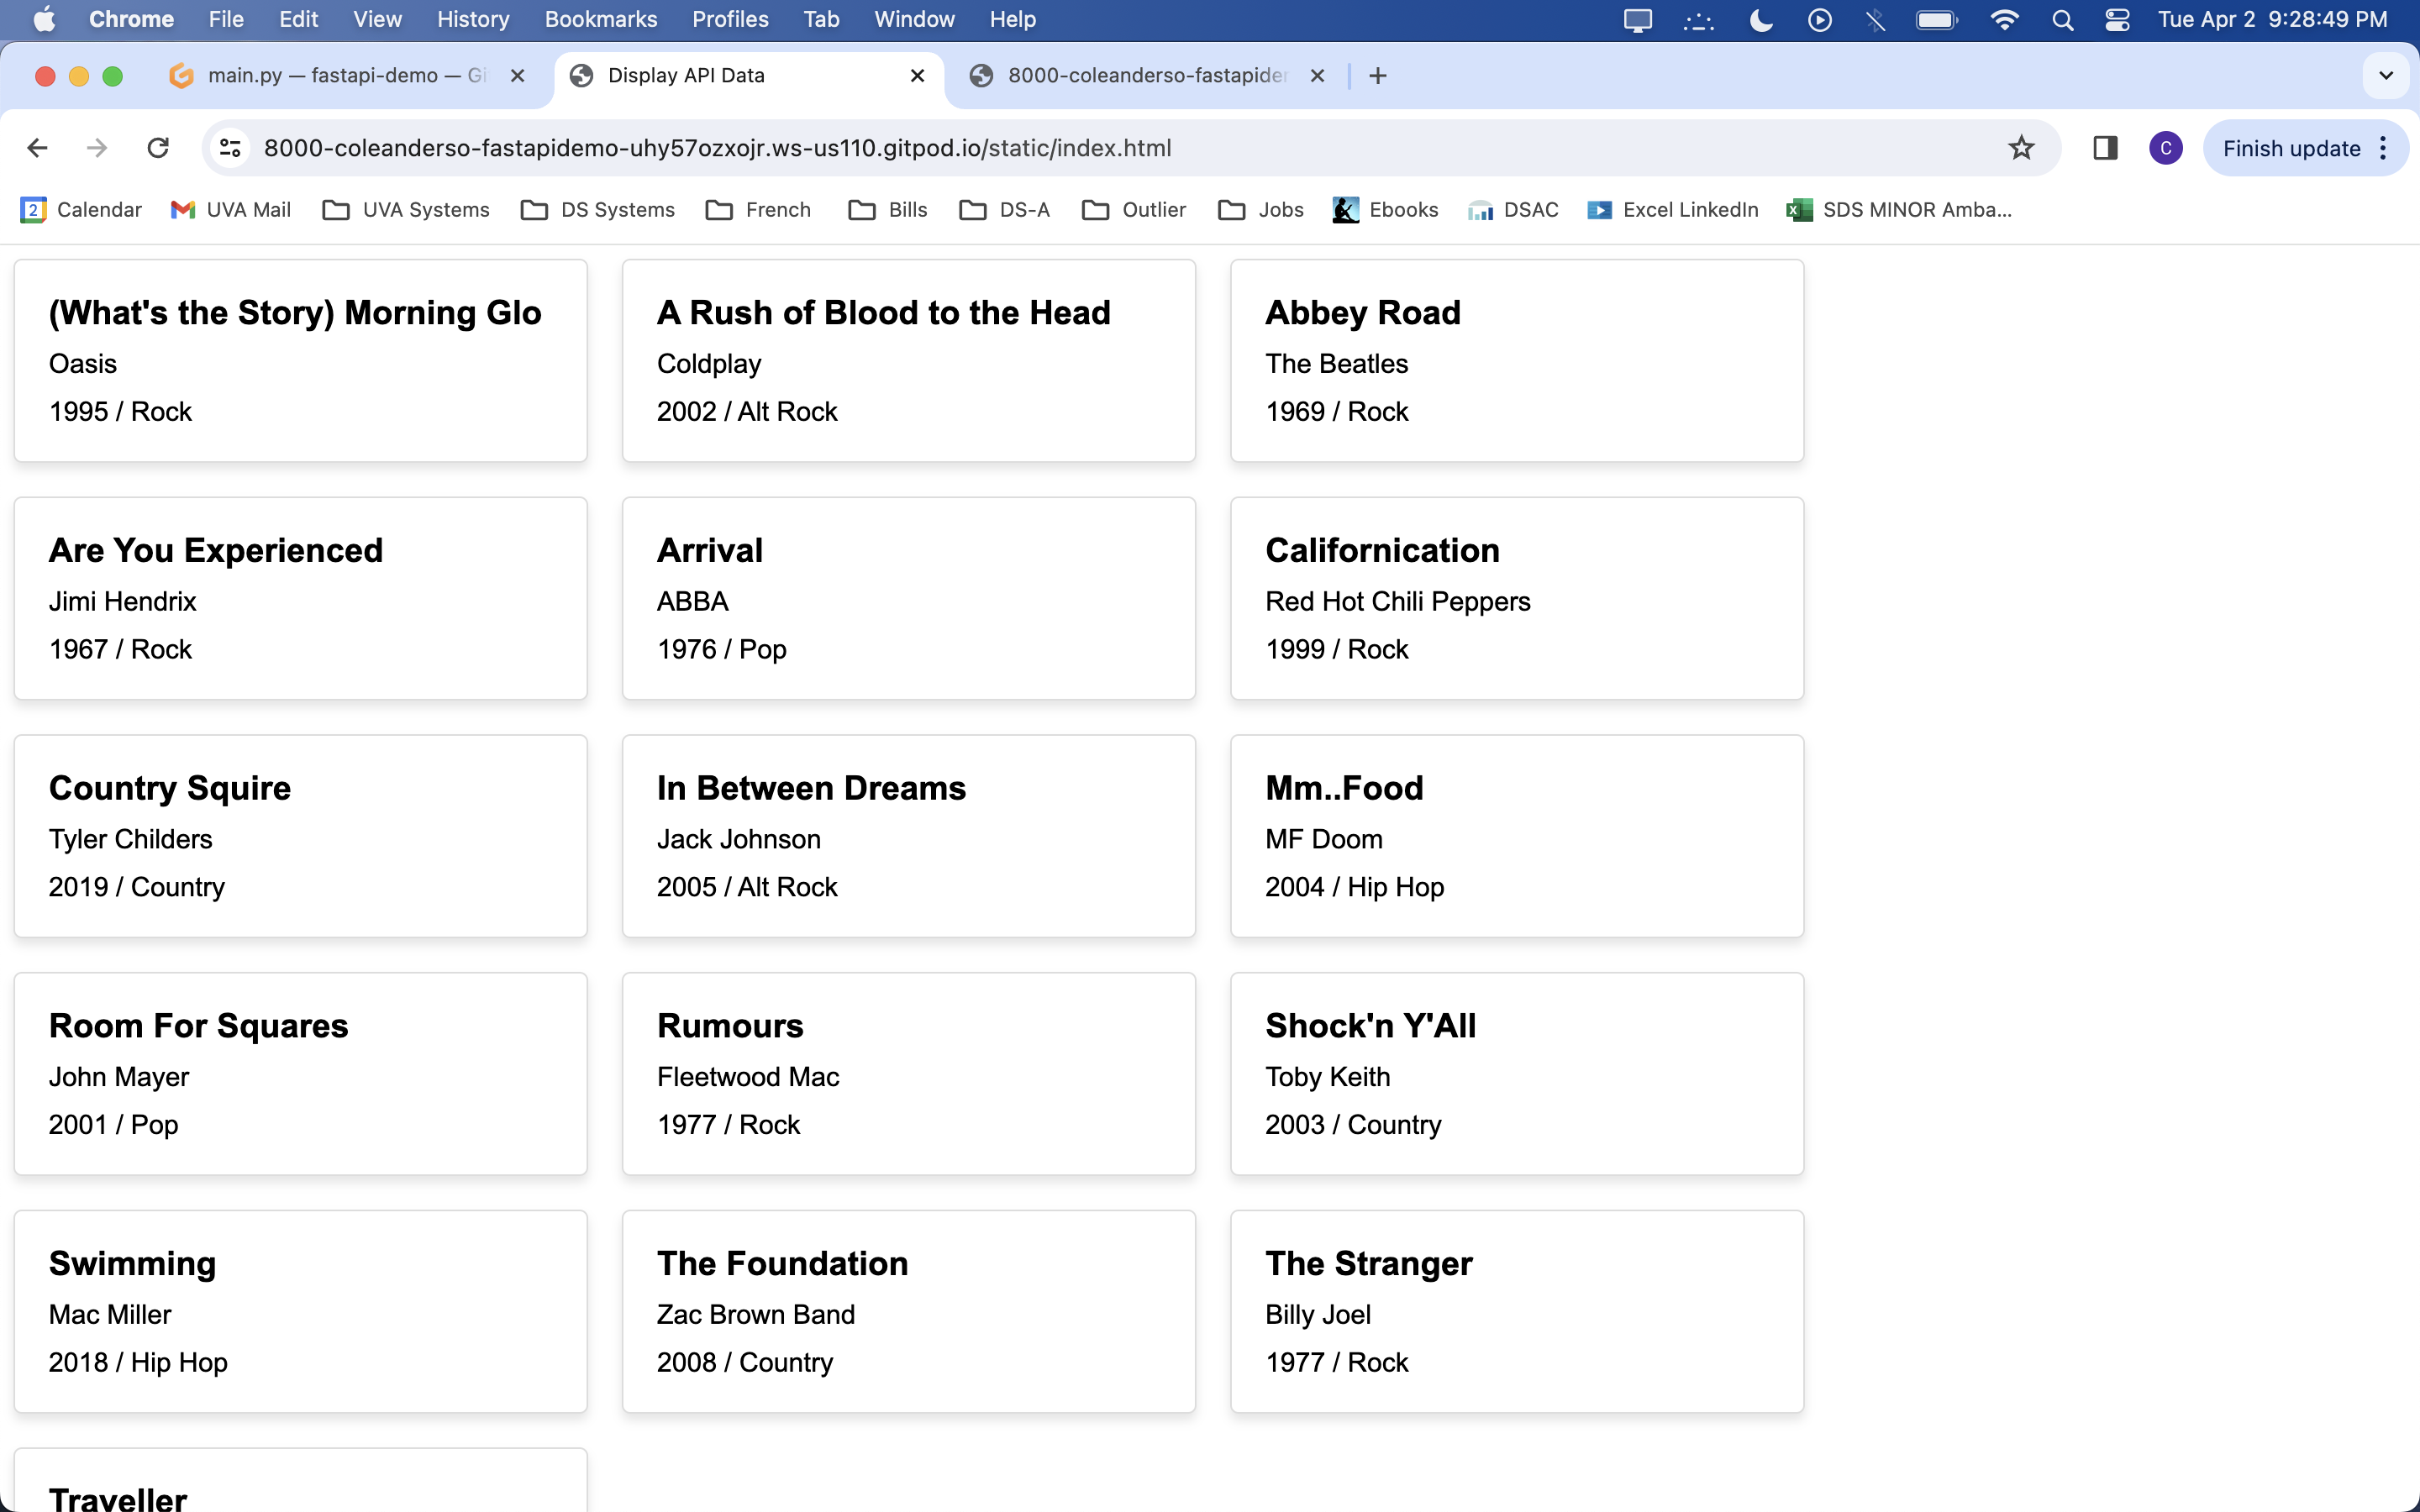 Chrome File Edit View History Bookmarks Profiles Tab Window Help Tue Apr 2 9:28:49 PM
main.py — fastapi-demo — Gi Display API Data 8000-coleanderso-fastapider
8000-coleanderso-fastapidemo-uhy57ozxojr.ws-us110.gitpod.io/static/index.html C Finish update
2 Calendar UVA Mail UVA Systems DS Systems French Bills DS-A Outlier Jobs Ebooks DSAC Excel LinkedIn SDS MINOR Amba...
(What's the Story) Morning Glo
Oasis
1995 / Rock
A Rush of Blood to the Head
Coldplay
2002 / Alt Rock
Abbey Road
The Beatles
1969 / Rock
Are You Experienced
Jimi Hendrix
1967 / Rock
Arrival
ABBA
1976 / Pop
Californication
Red Hot Chili Peppers
1999 / Rock
Country Squire
Tyler Childers
2019 / Country
In Between Dreams
Jack Johnson
2005 / Alt Rock
Mm..Food
MF Doom
2004 / Hip Hop
Room For Squares
John Mayer
2001 / Pop
Rumours
Fleetwood Mac
1977 / Rock
Shock'n Y'All
Toby Keith
2003 / Country
Swimming
Mac Miller
2018 / Hip Hop
The Foundation
Zac Brown Band
2008 / Country
The Stranger
Billy Joel
1977 / Rock
Traveller